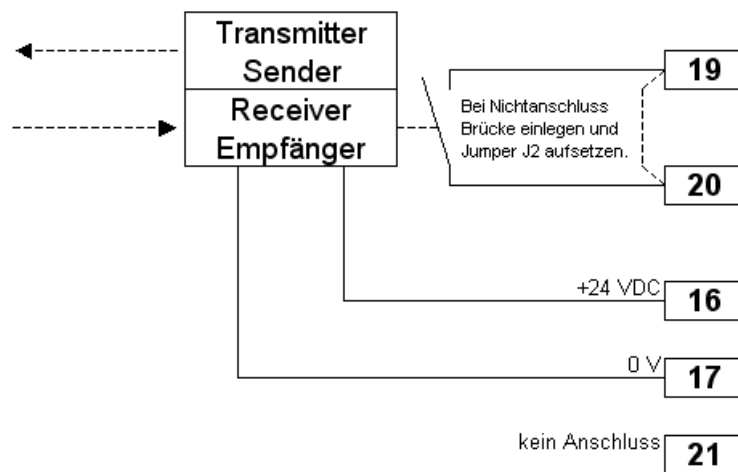 Transmitter
Sender
Receiver
Empfänger
19
Bei Nichtanschluss
Brücke einlegen und
Jumper J2 aufsetzen.
20
+24 VDC
16
0 V
17
kein Anschluss
21